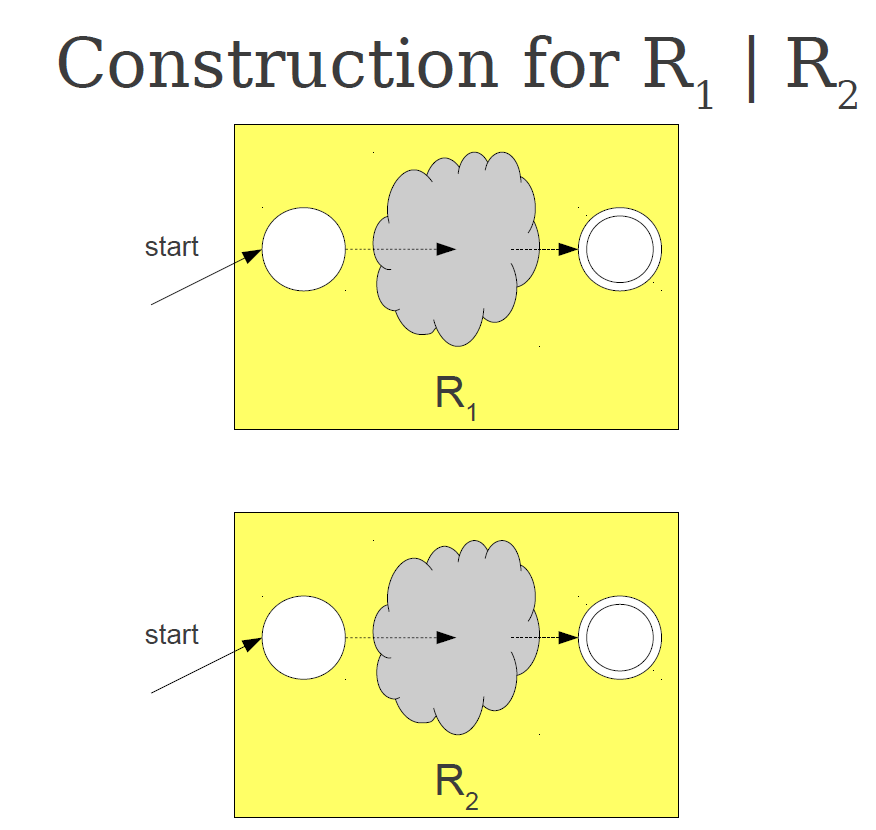 Construction for R₁ | R₂
start
R₁
start
R₂